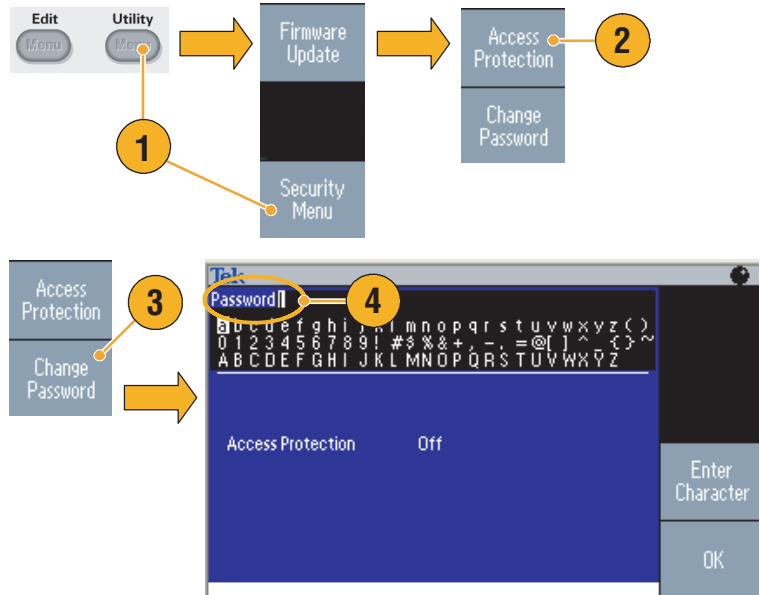 Edit
Utility
Menu
Menu
1
Firmware
Update
Security
Menu
Access
Protection
2
Change
Password
Access
Protection
3
Change
Password
Tek
Password
4
a b c d e f g h i j k l m n o p q r s t u v w x y z ( )
0 1 2 3 4 5 6 7 8 9 ! # $ % & + , - . = @ [ ] ^ _ { } ~
A B C D E F G H I J K L M N O P Q R S T U V W X Y Z
Access Protection Off
Enter
Character
OK